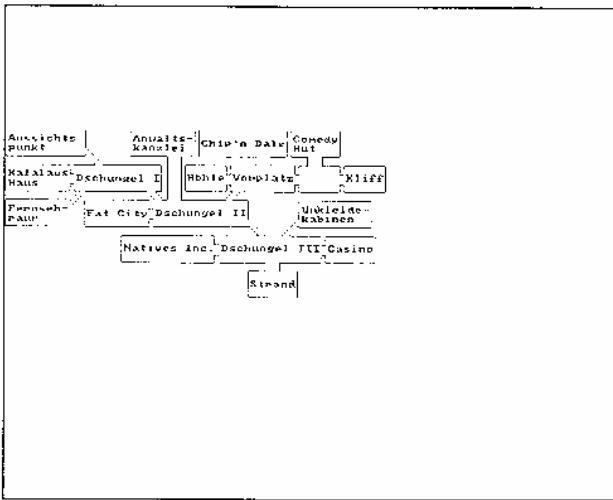 Aussichts
punkt
Anwalts-
kanzlei
Chip'n Dale
Comedy
Hut
Kalalaus
Haus
Dschungel I
Höhle
Vorplatz
Kliff
Fernseh-
raum
Fat City
Dschungel II
Umkleide-
kabinen
Natives Inc.
Dschungel III
Casino
Strand